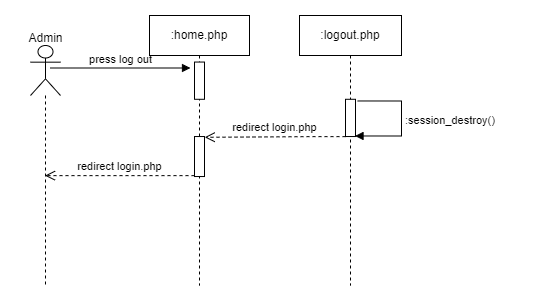 Admin
:home.php
:logout.php
press log out
:session_destroy()
redirect login.php
redirect login.php